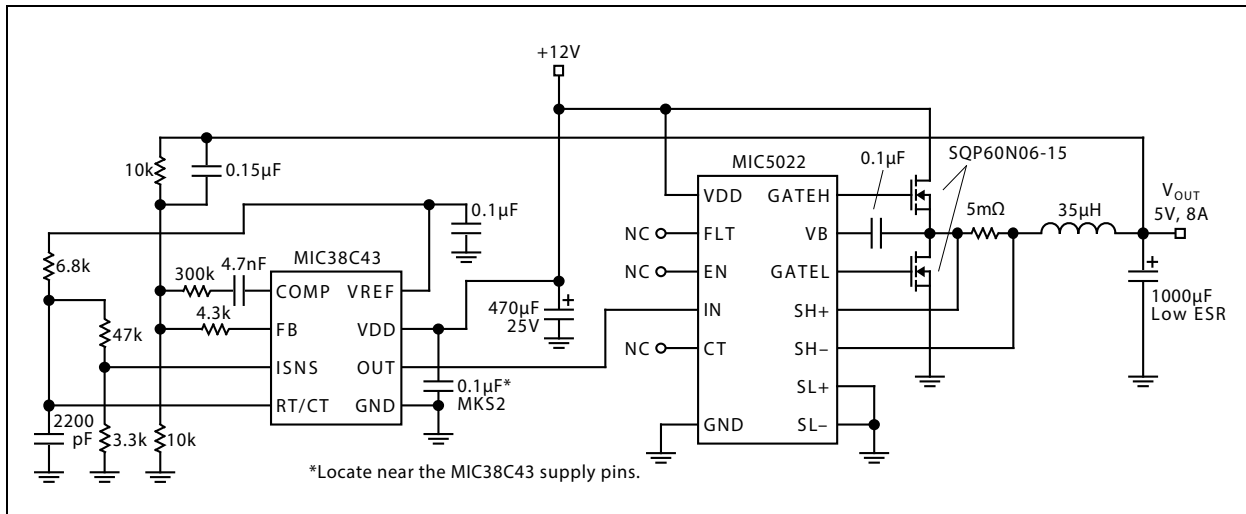 +12V
10k
0.15µF
MIC5022
0.1µF
SQP60N06-15
VDD
GATEH
5mΩ
35µH
VOUT
5V, 8A
0.1µF
NC
FLT
VB
6.8k
MIC38C43
300k
4.7nF
COMP
VREF
NC
EN
GATEL
1000µF
Low ESR
470µF
25V
4.3k
FB
VDD
IN
SH+
47k
NC
CT
SH–
ISNS
OUT
0.1µF*
MKS2
SL+
RT/CT
GND
GND
SL–
2200
pF
3.3k
10k
*Locate near the MIC38C43 supply pins.